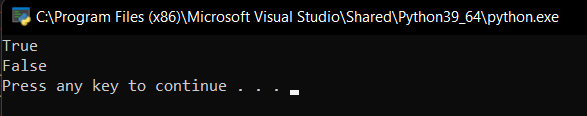 C:\Program Files (x86)\Microsoft Visual Studio\Shared\Python39_64\python.exe
True
False
Press any key to continue . . .